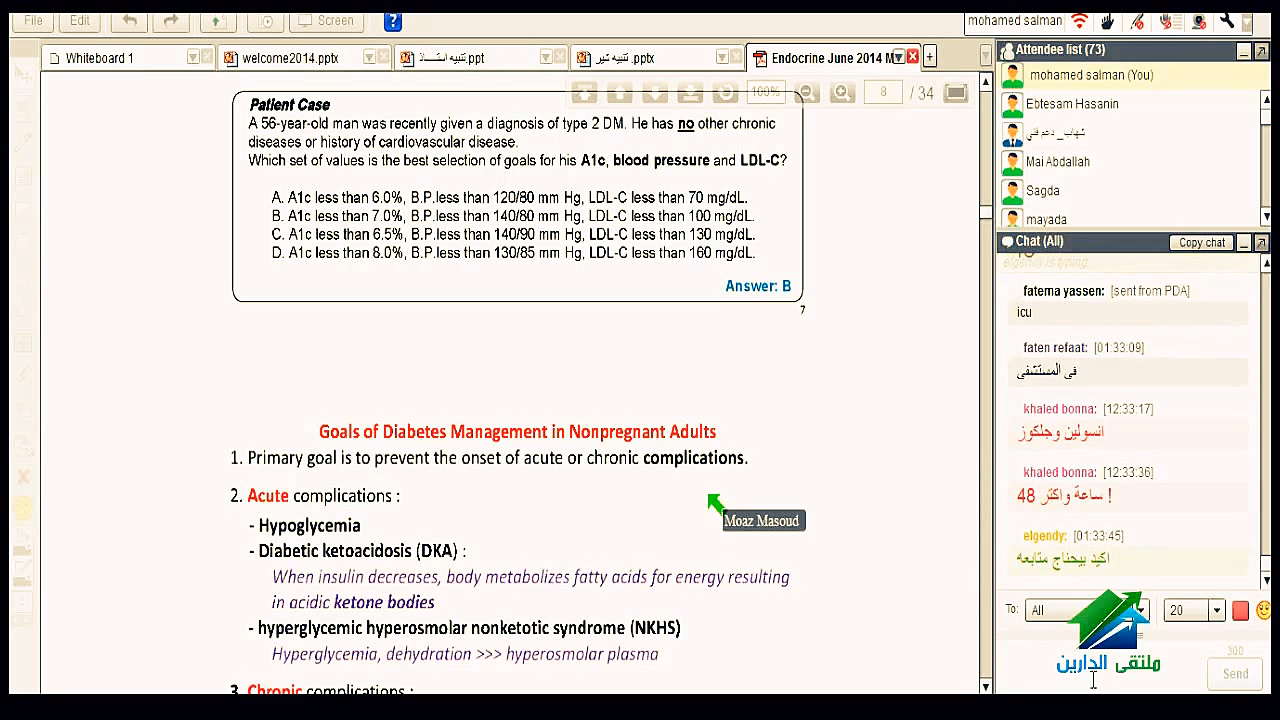 File Edit Screen ? mohamed salman
Whiteboard 1 welcome2014.pptx تنبيه استـــاذ.ppt تنبيه تير.pptx Endocrine June 2014 M +
100% 8 / 34
Patient Case
A 56-year-old man was recently given a diagnosis of type 2 DM. He has no other chronic
diseases or history of cardiovascular disease.
Which set of values is the best selection of goals for his A1c, blood pressure and LDL-C?
A. A1c less than 6.0%, B.P.less than 120/80 mm Hg, LDL-C less than 70 mg/dL.
B. A1c less than 7.0%, B.P.less than 140/80 mm Hg, LDL-C less than 100 mg/dL.
C. A1c less than 6.5%, B.P.less than 140/90 mm Hg, LDL-C less than 130 mg/dL.
D. A1c less than 8.0%, B.P.less than 130/85 mm Hg, LDL-C less than 160 mg/dL.
Answer: B
7
Goals of Diabetes Management in Nonpregnant Adults
1. Primary goal is to prevent the onset of acute or chronic complications.
2. Acute complications :
- Hypoglycemia
Moaz Masoud
- Diabetic ketoacidosis (DKA) :
When insulin decreases, body metabolizes fatty acids for energy resulting
in acidic ketone bodies
- hyperglycemic hyperosmolar nonketotic syndrome (NKHS)
Hyperglycemia, dehydration >>> hyperosmolar plasma
3. Chronic complications :
Attendee list (73)
mohamed salman (You)
Ebtesam Hasanin
شهاب_ دعم فني
Mai Abdallah
Sagda
mayada
Chat (All) Copy chat
elgendy is typing
fatema yassen: [sent from PDA]
icu
faten refaat: [01:33:09]
فى المستشفى
khaled bonna: [12:33:17]
انسولين وجلكوز
khaled bonna: [12:33:36]
48 ساعة واكتر !
elgendy: [01:33:45]
اكيد بيحتاج متابعه
To: All 20
ملتقى الدارين
300
Send